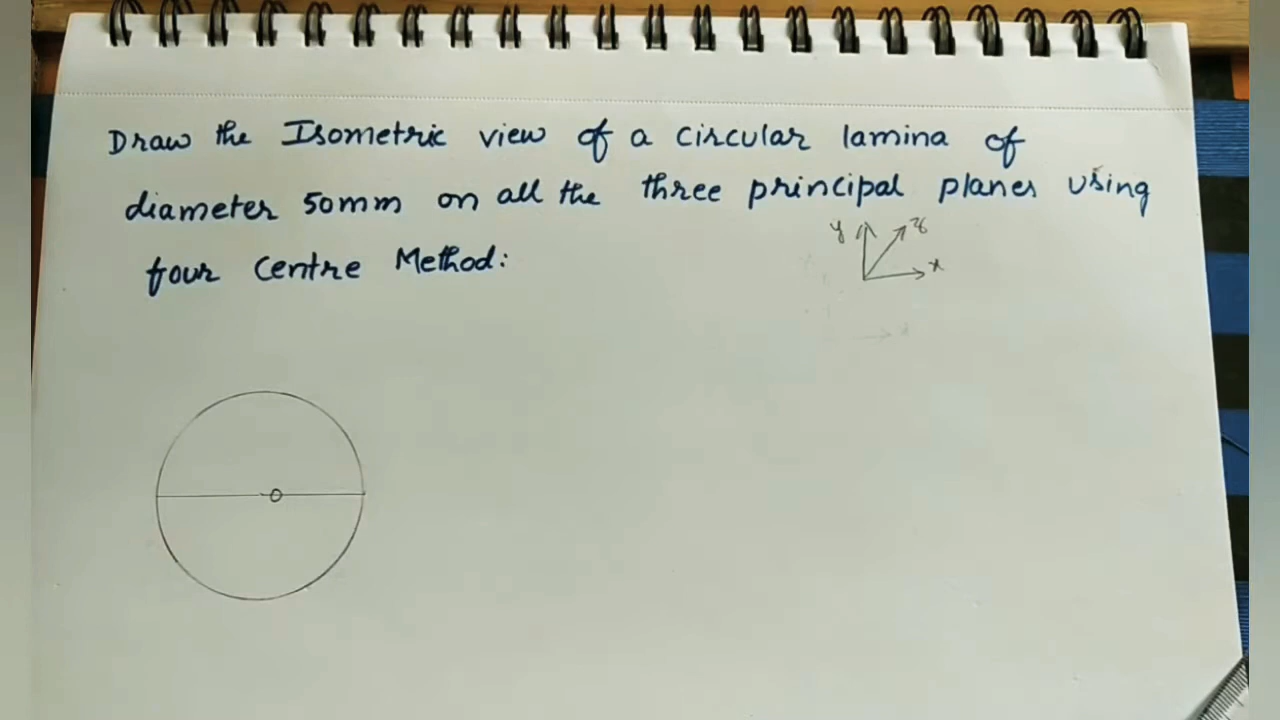 Draw the Isometric view of a circular lamina of
diameter 50mm on all the three principal planes using
four Centre Method:
y z
x
O